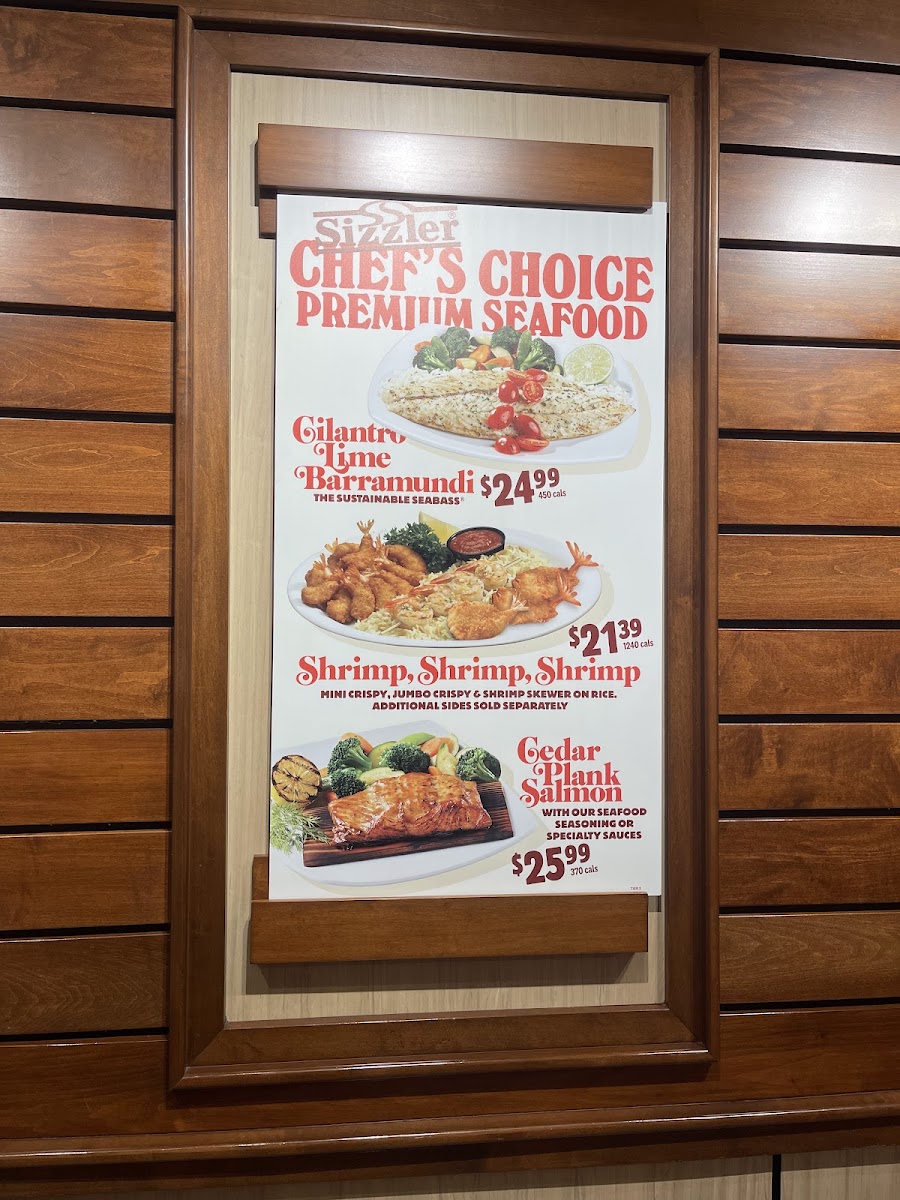 Sizzler®
CHEF'S CHOICE
PREMIUM SEAFOOD
Cilantro
Lime
Barramundi
THE SUSTAINABLE SEABASS®
$24.99
450 cals
$21.39
1240 cals
Shrimp, Shrimp, Shrimp
MINI CRISPY, JUMBO CRISPY & SHRIMP SKEWER ON RICE.
ADDITIONAL SIDES SOLD SEPARATELY
Cedar
Plank
Salmon
WITH OUR SEAFOOD
SEASONING OR
SPECIALTY SAUCES
$25.99
370 cals